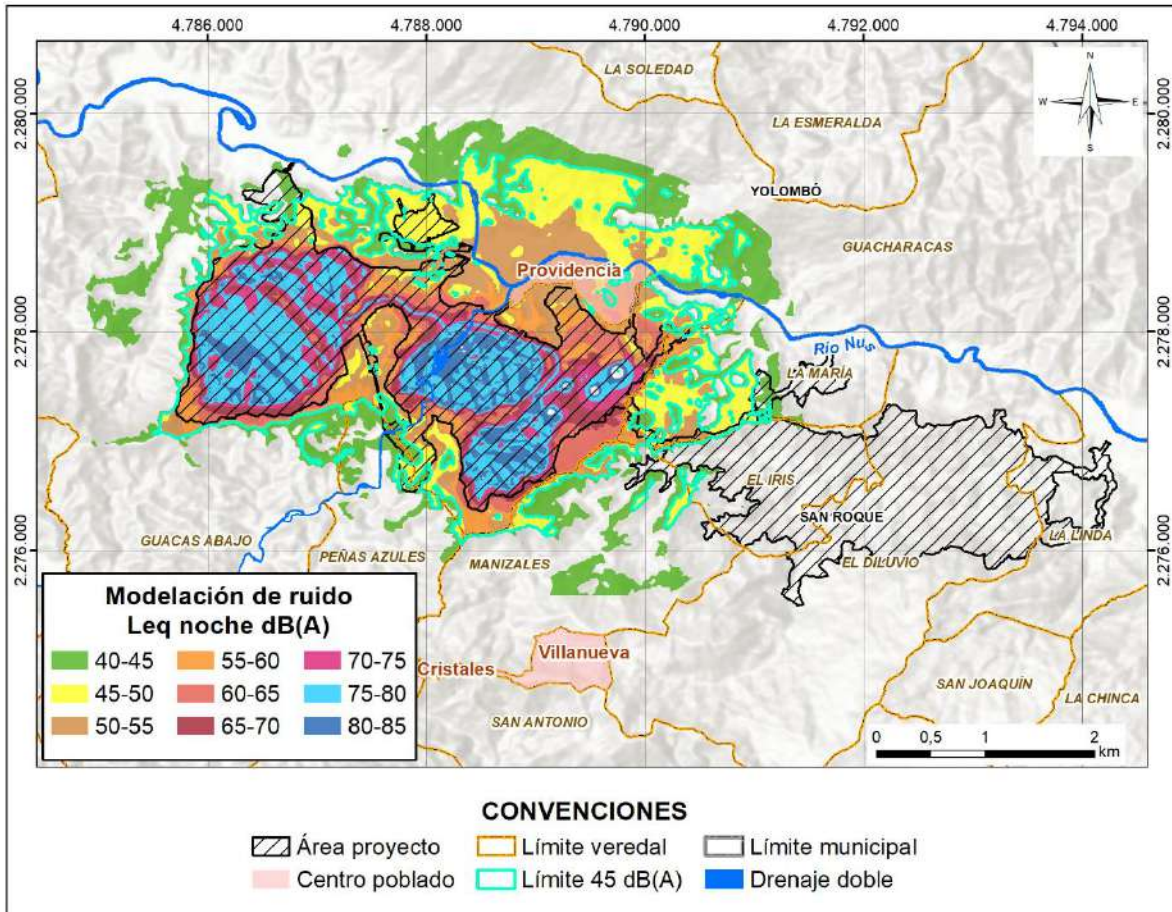 4.786.000 4.788.000 4.790.000 4.792.000 4.794.000
LA SOLEDAD
N
W E
S
2.280.000 2.280.000
LA ESMERALDA
YOLOMBÓ
GUACHARACAS
Providencia
2.278.000 2.278.000
Río Nus
LA MARÍA
EL IRIS
SAN ROQUE
LA LINDA
2.276.000 2.276.000
GUACAS ABAJO
PEÑAS AZULES
MANIZALES
EL DILUVIO
Modelación de ruido
Leq noche dB(A)
40-45 55-60 70-75
45-50 60-65 75-80
50-55 65-70 80-85
Villanueva
Cristales
SAN JOAQUÍN
LA CHINCA
SAN ANTONIO
0 0,5 1 2
km
CONVENCIONES
Área proyecto Límite veredal Límite municipal
Centro poblado Límite 45 dB(A) Drenaje doble